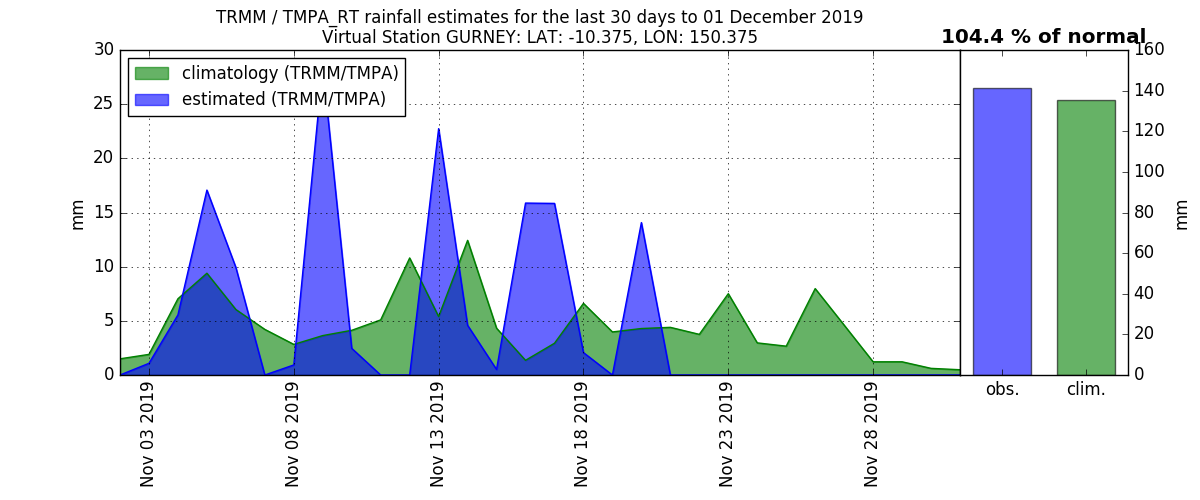 TRMM / TMPA_RT rainfall estimates for the last 30 days to 01 December 2019
Virtual Station GURNEY: LAT: -10.375, LON: 150.375
104.4 % of normal
climatology (TRMM/TMPA)
estimated (TRMM/TMPA)
30
25
20
15
10
5
0
mm
Nov 03 2019
Nov 08 2019
Nov 13 2019
Nov 18 2019
Nov 23 2019
Nov 28 2019
160
140
120
100
80
60
40
20
0
mm
obs.
clim.